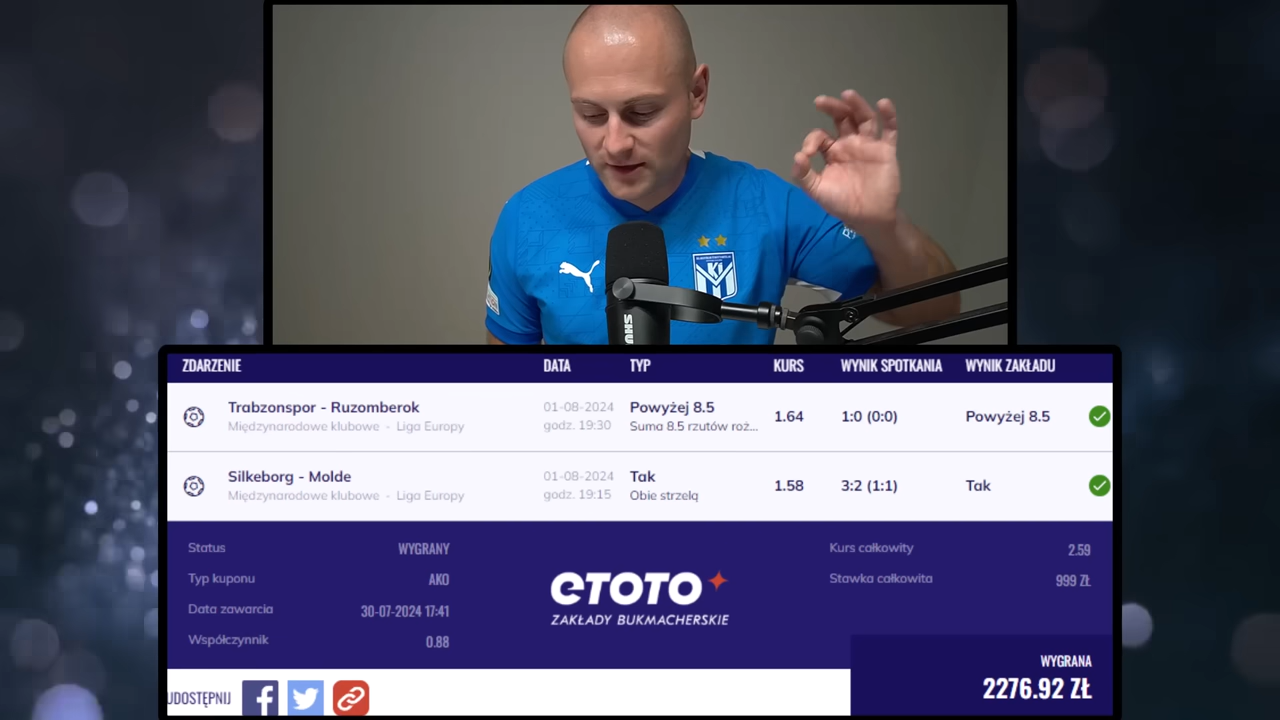 KÍ
SHU
ZDARZENIE DATA TYP KURS WYNIK SPOTKANIA WYNIK ZAKŁADU
Trabzonspor - Ruzomberok 01-08-2024 Powyżej 8.5 1.64 1:0 (0:0) Powyżej 8.5
Międzynarodowe klubowe - Liga Europy godz. 19:30 Suma 8.5 rzutów roż...
Silkeborg - Molde 01-08-2024 Tak 1.58 3:2 (1:1) Tak
Międzynarodowe klubowe - Liga Europy godz. 19:15 Obie strzelą
Status WYGRANY Kurs całkowity 2.59
Typ kuponu AKO Stawka całkowita 999 ZŁ
Data zawarcia 30-07-2024 17:41
Współczynnik 0.88
eTOTO
ZAKŁADY BUKMACHERSKIE
WYGRANA
2276.92 ZŁ
UDOSTĘPNIJ